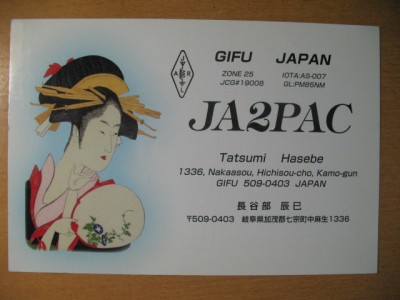 GIFU JAPAN
ZONE 25 IOTA:AS-007
JCG#19008 GL:PM85NM
J
A R
L
JA2PAC
Tatsumi Hasebe
1336, Nakaasou, Hichisou-cho, Kamo-gun
GIFU 509-0403 JAPAN
長谷部 辰巳
〒509-0403 岐阜県加茂郡七宗町中麻生1336